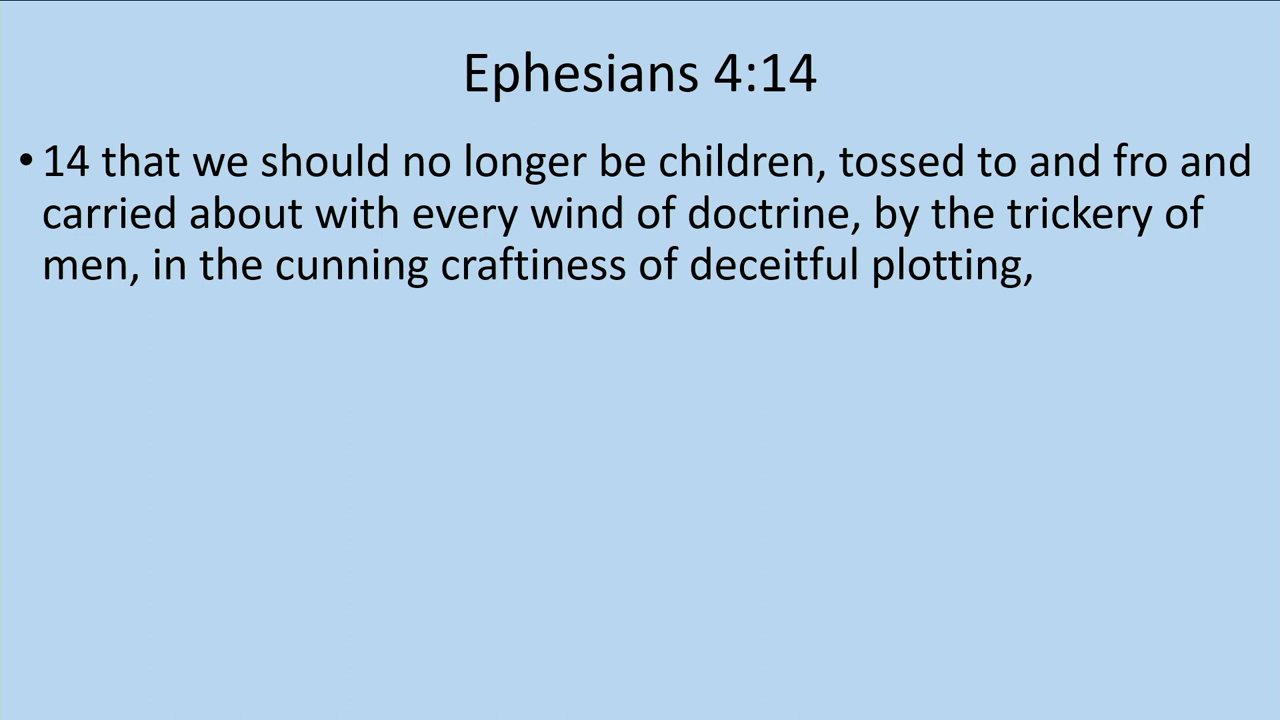 Ephesians 4:14
• 14 that we should no longer be children, tossed to and fro and
carried about with every wind of doctrine, by the trickery of
men, in the cunning craftiness of deceitful plotting,